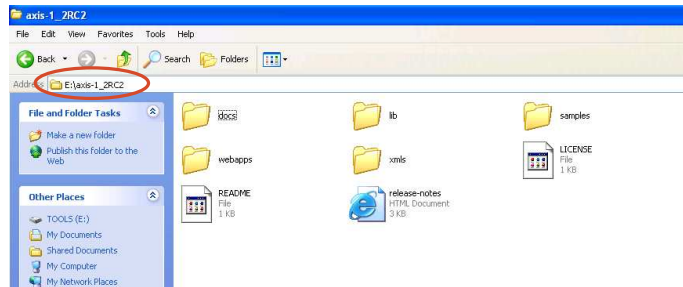 axis-1_2RC2
File Edit View Favorites Tools Help
Back Search Folders
Address E:\axis-1_2RC2
File and Folder Tasks
Make a new folder
Publish this folder to the
Web
Other Places
TOOLS (E:)
My Documents
Shared Documents
My Computer
My Network Places
docs lib samples
webapps xmls LICENSE
File
1 KB
README release-notes
File HTML Document
1 KB 3 KB